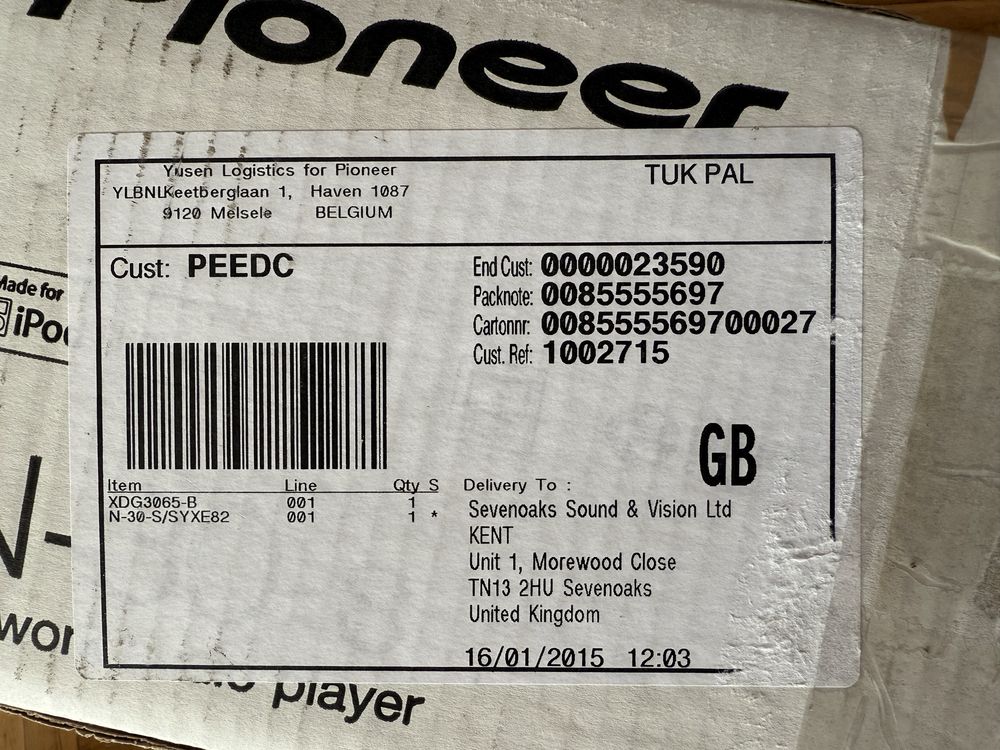 Pioneer
Yusen Logistics for Pioneer
YLBNLKeetberglaan 1, Haven 1087
9120 Melsele BELGIUM
TUK PAL
Cust: PEEDC
End Cust: 0000023590
Packnote: 0085555697
Cartonnr: 008555569700027
Cust. Ref: 1002715
Made for
iPod
GB
Item Line Qty S
XDG3065-B 001 1
N-30-S/SYXE82 001 1 *
Delivery To :
Sevenoaks Sound & Vision Ltd
KENT
Unit 1, Morewood Close
TN13 2HU Sevenoaks
United Kingdom
16/01/2015 12:03
N-
player